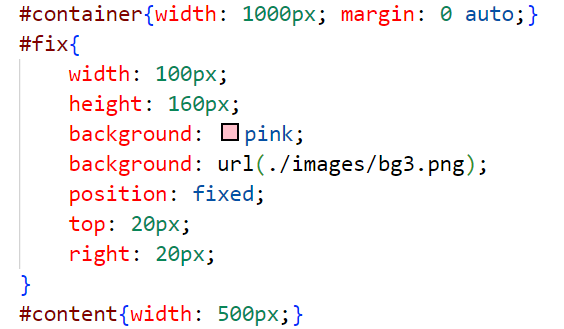 #container{width: 1000px; margin: 0 auto;}
#fix{
    width: 100px;
    height: 160px;
    background: pink;
    background: url(./images/bg3.png);
    position: fixed;
    top: 20px;
    right: 20px;
}
#content{width: 500px;}